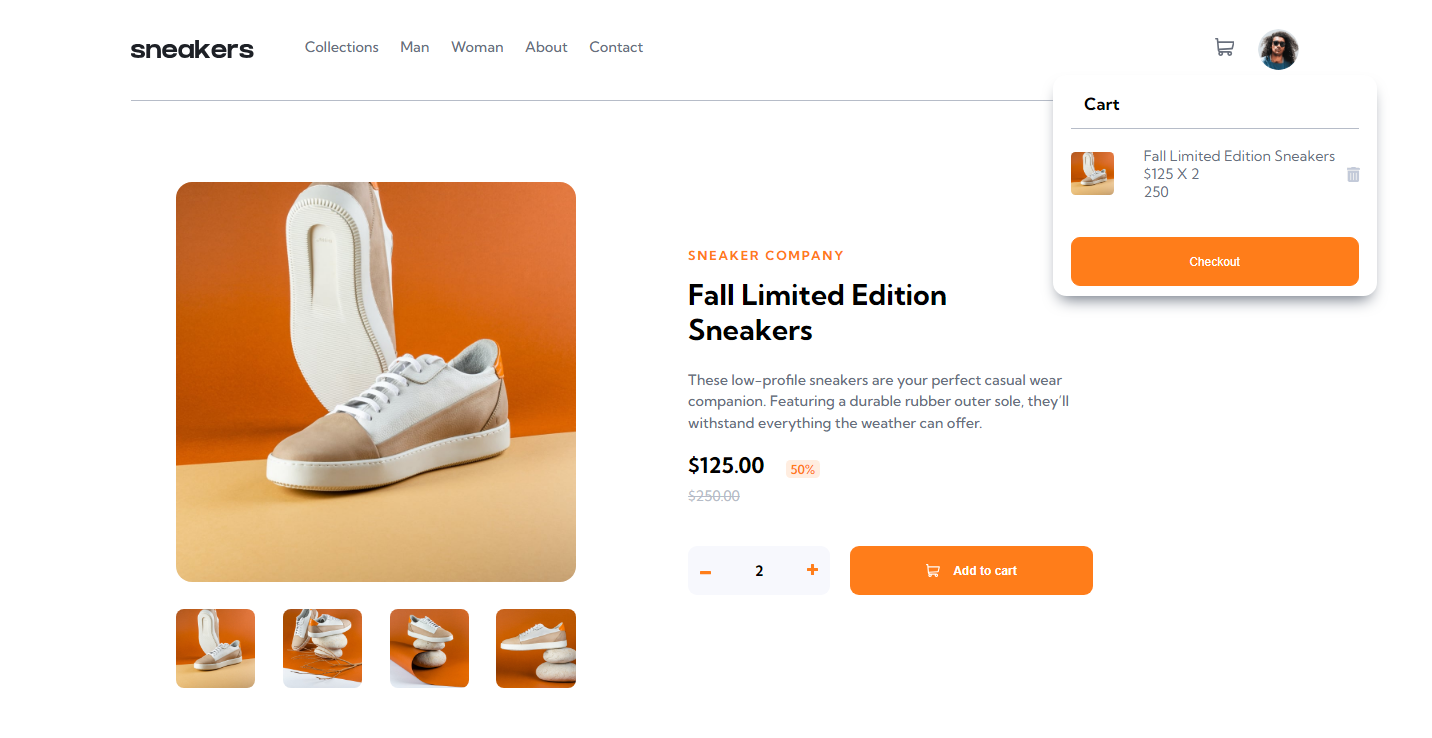 sneakers
Collections Man Woman About Contact
Cart
Fall Limited Edition Sneakers
$125 X 2
250
Checkout
SNEAKER COMPANY
Fall Limited Edition
Sneakers
These low-profile sneakers are your perfect casual wear
companion. Featuring a durable rubber outer sole, they'll
withstand everything the weather can offer.
$125.00 50%
$250.00
2
Add to cart